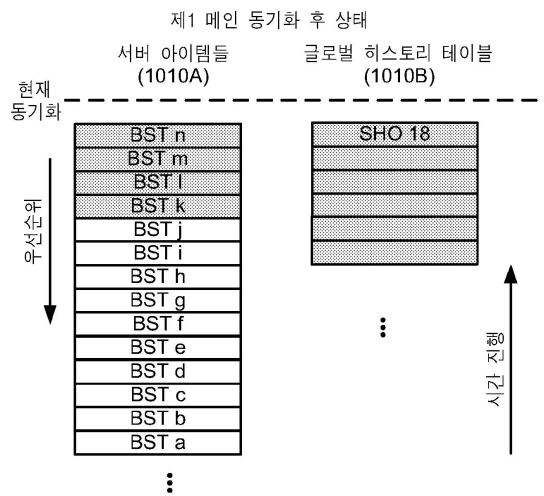 제1 메인 동기화 후 상태
서버 아이템들
(1010A)
글로벌 히스토리 테이블
(1010B)
현재
동기화
우선순위
BST n
BST m
BST l
BST k
BST j
BST i
BST h
BST g
BST f
BST e
BST d
BST c
BST b
BST a
SHO 18
시간 진행